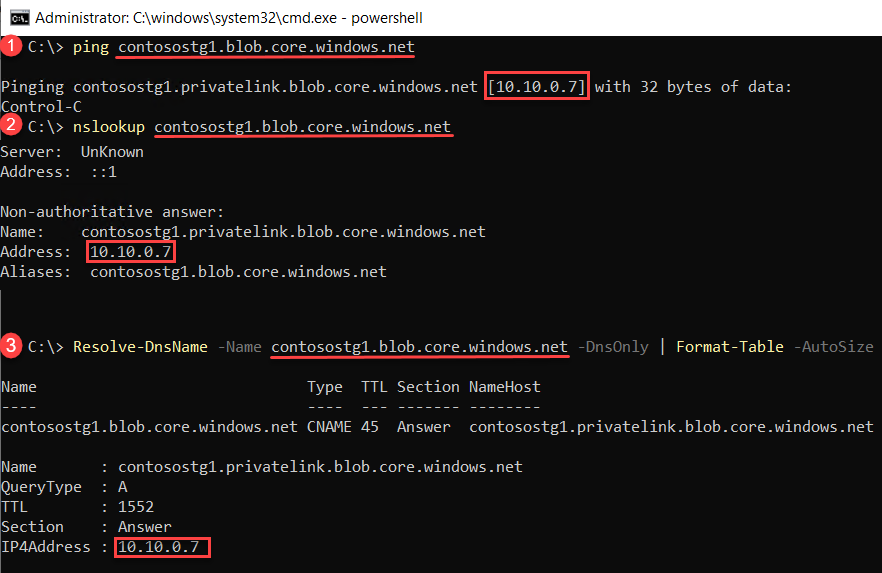 Administrator: C:\windows\system32\cmd.exe - powershell
1 C:\> ping contosostg1.blob.core.windows.net
Pinging contosostg1.privatelink.blob.core.windows.net [10.10.0.7] with 32 bytes of data:
Control-C
2 C:\> nslookup contosostg1.blob.core.windows.net
Server:  UnKnown
Address:  ::1
Non-authoritative answer:
Name:    contosostg1.privatelink.blob.core.windows.net
Address:  10.10.0.7
Aliases:  contosostg1.blob.core.windows.net
3 C:\> Resolve-DnsName -Name contosostg1.blob.core.windows.net -DnsOnly | Format-Table -AutoSize
Name                              Type  TTL Section NameHost
----                              ----  --- ------- --------
contosostg1.blob.core.windows.net CNAME 45  Answer  contosostg1.privatelink.blob.core.windows.net
Name       : contosostg1.privatelink.blob.core.windows.net
QueryType  : A
TTL        : 1552
Section    : Answer
IP4Address : 10.10.0.7